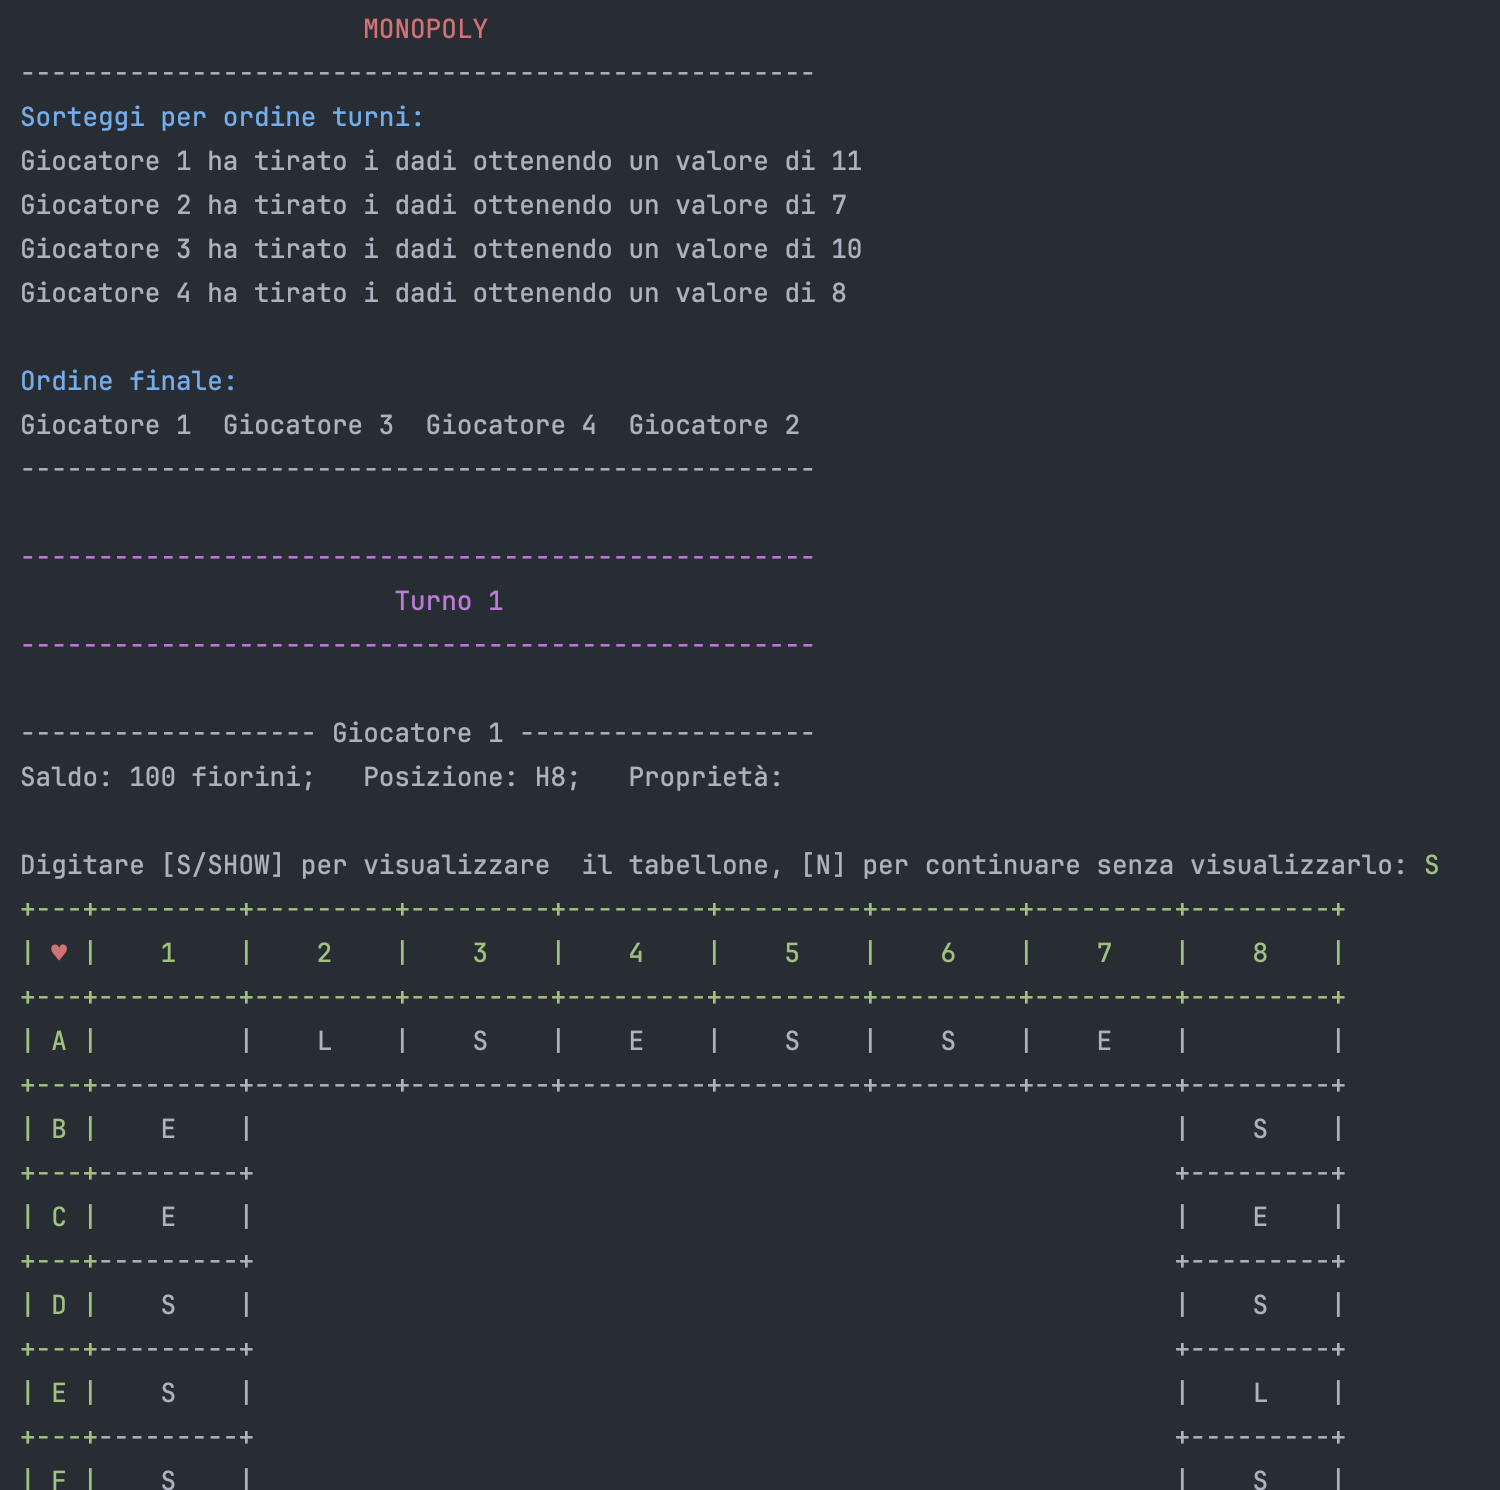 MONOPOLY
---------------------------------------------------
Sorteggi per ordine turni:
Giocatore 1 ha tirato i dadi ottenendo un valore di 11
Giocatore 2 ha tirato i dadi ottenendo un valore di 7
Giocatore 3 ha tirato i dadi ottenendo un valore di 10
Giocatore 4 ha tirato i dadi ottenendo un valore di 8
Ordine finale:
Giocatore 1  Giocatore 3  Giocatore 4  Giocatore 2
---------------------------------------------------
---------------------------------------------------
Turno 1
---------------------------------------------------
------------------- Giocatore 1 -------------------
Saldo: 100 fiorini;   Posizione: H8;   Proprietà:
Digitare [S/SHOW] per visualizzare  il tabellone, [N] per continuare senza visualizzarlo: S
+---+---------+---------+---------+---------+---------+---------+---------+---------+
| ♥ |    1    |    2    |    3    |    4    |    5    |    6    |    7    |    8    |
+---+---------+---------+---------+---------+---------+---------+---------+---------+
| A |         |    L    |    S    |    E    |    S    |    S    |    E    |         |
+---+---------+---------+---------+---------+---------+---------+---------+---------+
| B |    E    |                                                           |    S    |
+---+---------+                                                           +---------+
| C |    E    |                                                           |    E    |
+---+---------+                                                           +---------+
| D |    S    |                                                           |    S    |
+---+---------+                                                           +---------+
| E |    S    |                                                           |    L    |
+---+---------+                                                           +---------+
| F |    S    |                                                           |    S    |